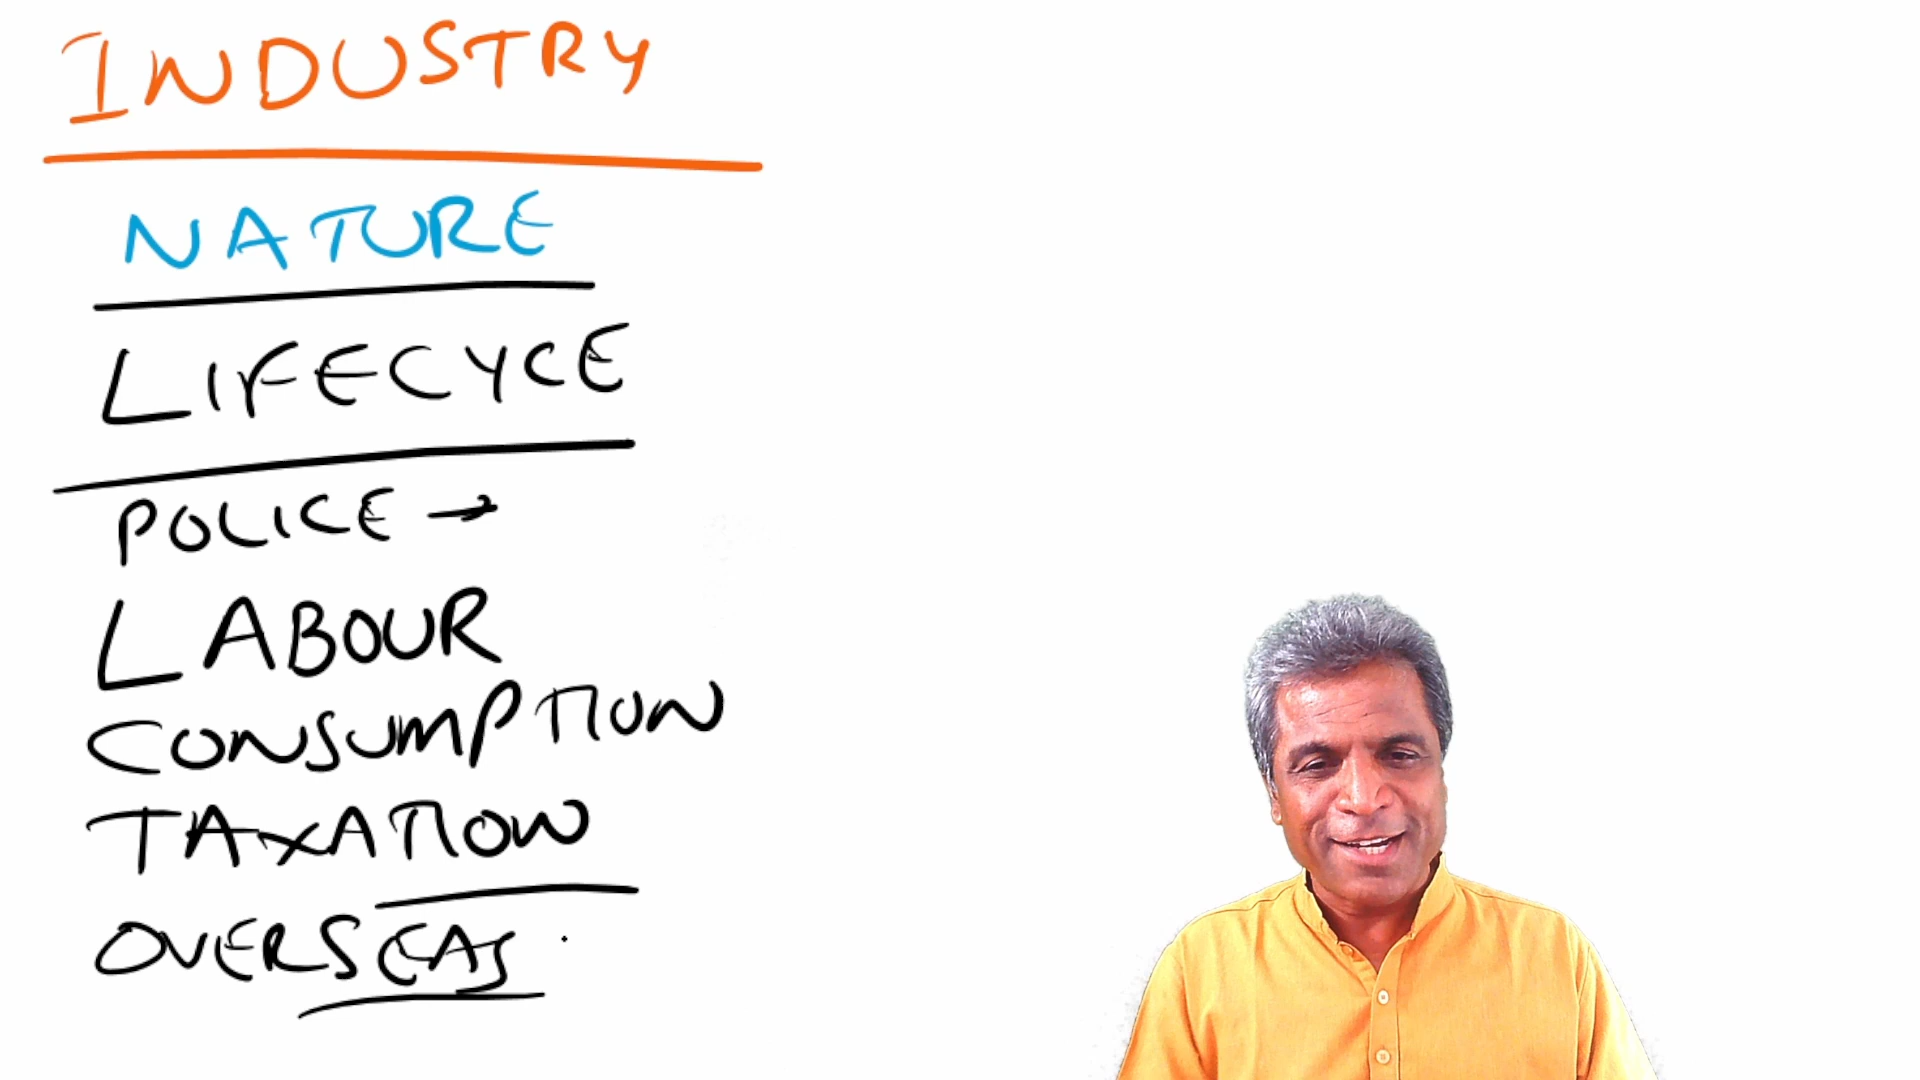 INDUSTRY
NATURE
LIFECYCE
POLICE →
LABOUR
CONSUMPTION
TAXATION
OVERSEAS